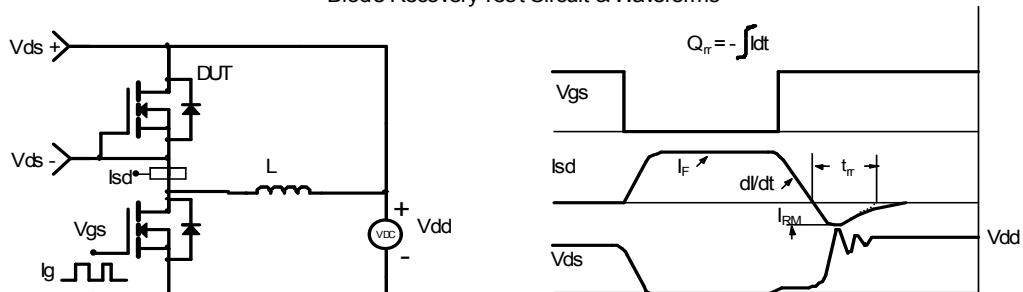 Diode Recovery Test Circuit & Waveforms
Vds +
DUT
Vds -
Isd
L
Vgs
Ig
+
VDC
-
Vdd
Qrr = - ∫Idt
Vgs
Isd
IF
dI/dt
trr
IRM
Vdd
Vds